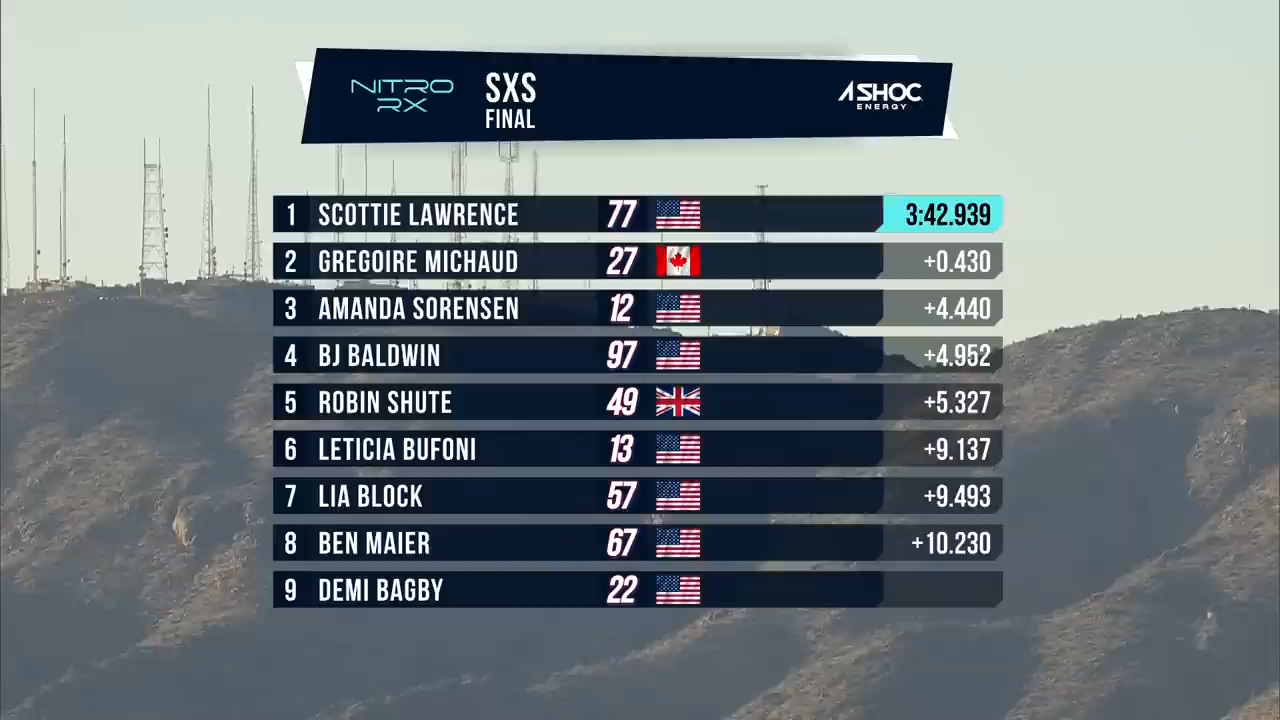 NITRO
RX
SXS
FINAL
ASHOC
ENERGY
1 SCOTTIE LAWRENCE 77 3:42.939
2 GREGOIRE MICHAUD 27 +0.430
3 AMANDA SORENSEN 12 +4.440
4 BJ BALDWIN 97 +4.952
5 ROBIN SHUTE 49 +5.327
6 LETICIA BUFONI 13 +9.137
7 LIA BLOCK 57 +9.493
8 BEN MAIER 67 +10.230
9 DEMI BAGBY 22